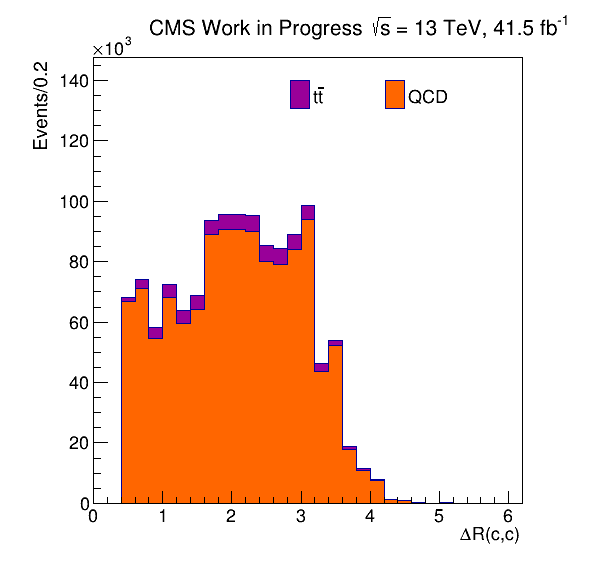 CMS Work in Progress √s = 13 TeV, 41.5 fb⁻¹
×10³
Events/0.2
140
120
100
80
60
40
20
0
tt̅
QCD
0 1 2 3 4 5 6
ΔR(c,c)